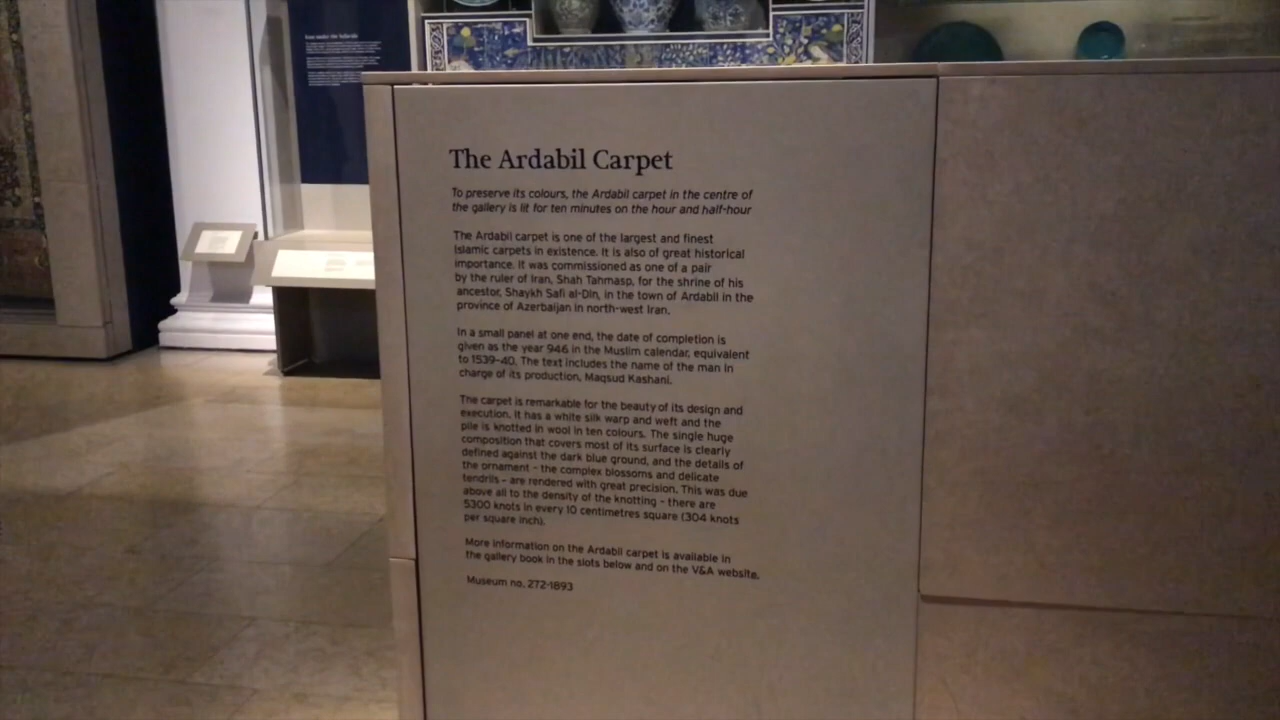 The Ardabil Carpet
To preserve its colours, the Ardabil carpet in the centre of
the gallery is lit for ten minutes on the hour and half-hour
The Ardabil carpet is one of the largest and finest
Islamic carpets in existence. It is also of great historical
importance. It was commissioned as one of a pair
by the ruler of Iran, Shah Tahmasp, for the shrine of his
ancestor, Shaykh Safi al-Din, in the town of Ardabil in the
province of Azerbaijan in north-west Iran.
In a small panel at one end, the date of completion is
given as the year 946 in the Muslim calendar, equivalent
to 1539–40. The text includes the name of the man in
charge of its production, Maqsud Kashani.
The carpet is remarkable for the beauty of its design and
execution. It has a white silk warp and weft and the
pile is knotted in wool in ten colours. The single huge
composition that covers most of its surface is clearly
defined against the dark blue ground, and the details of
the ornament – the complex blossoms and delicate
tendrils – are rendered with great precision. This was due
above all to the density of the knotting – there are
5300 knots in every 10 centimetres square (304 knots
per square inch).
More information on the Ardabil carpet is available in
the gallery book in the slots below and on the V&A website.
Museum no. 272-1893